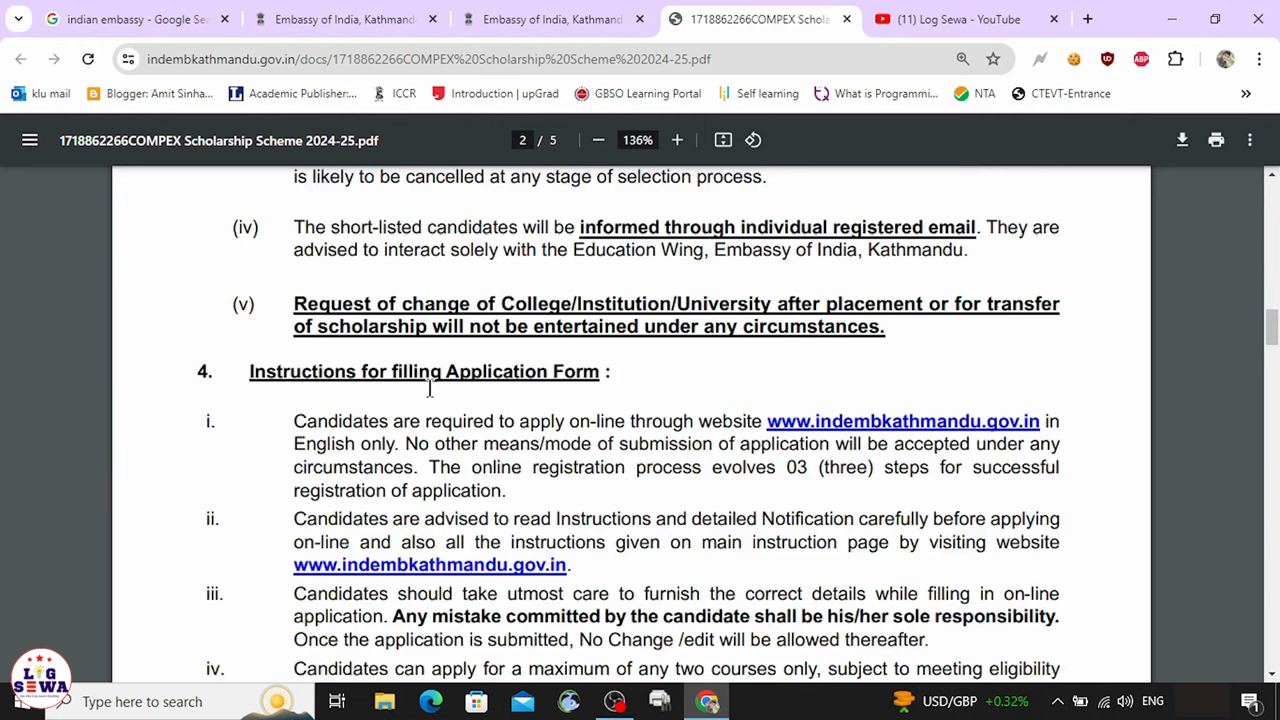 indian embassy - Google Se
Embassy of India, Kathmand
Embassy of India, Kathmand
1718862266COMPEX Schola
(11) Log Sewa - YouTube
indembkathmandu.gov.in/docs/1718862266COMPEX%20Scholarship%20Scheme%202024-25.pdf
klu mail
Blogger: Amit Sinha...
Academic Publisher:...
ICCR
Introduction | upGrad
GBSO Learning Portal
Self learning
What is Programmi...
NTA
CTEVT-Entrance
1718862266COMPEX Scholarship Scheme 2024-25.pdf
2 / 5
136%
is likely to be cancelled at any stage of selection process.
(iv) The short-listed candidates will be informed through individual registered email. They are
advised to interact solely with the Education Wing, Embassy of India, Kathmandu.
(v) Request of change of College/Institution/University after placement or for transfer
of scholarship will not be entertained under any circumstances.
4. Instructions for filling Application Form :
i. Candidates are required to apply on-line through website www.indembkathmandu.gov.in in
English only. No other means/mode of submission of application will be accepted under any
circumstances. The online registration process evolves 03 (three) steps for successful
registration of application.
ii. Candidates are advised to read Instructions and detailed Notification carefully before applying
on-line and also all the instructions given on main instruction page by visiting website
www.indembkathmandu.gov.in.
iii. Candidates should take utmost care to furnish the correct details while filling in on-line
application. Any mistake committed by the candidate shall be his/her sole responsibility.
Once the application is submitted, No Change /edit will be allowed thereafter.
iv. Candidates can apply for a maximum of any two courses only, subject to meeting eligibility
LOG
SEWA
Type here to search
USD/GBP +0.32%
ENG